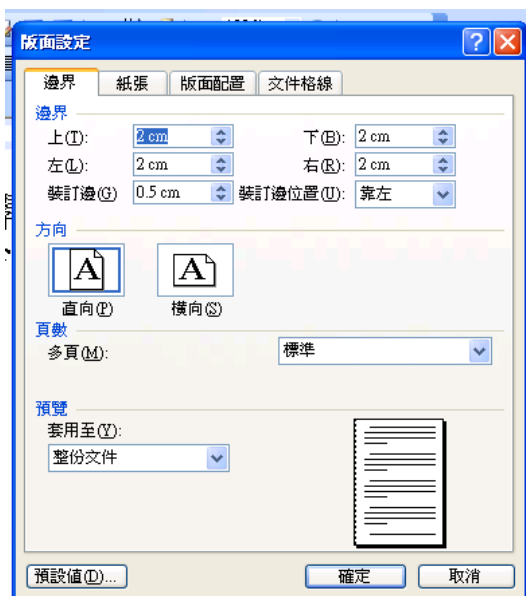 版面設定
邊界 紙張 版面配置 文件格線
邊界
上(T): 2 cm 下(B): 2 cm
左(L): 2 cm 右(R): 2 cm
裝訂邊(G) 0.5 cm 裝訂邊位置(U): 靠左
方向
A A
直向(P) 橫向(S)
頁數
多頁(M): 標準
預覽
套用至(Y):
整份文件
預設值(D)... 確定 取消